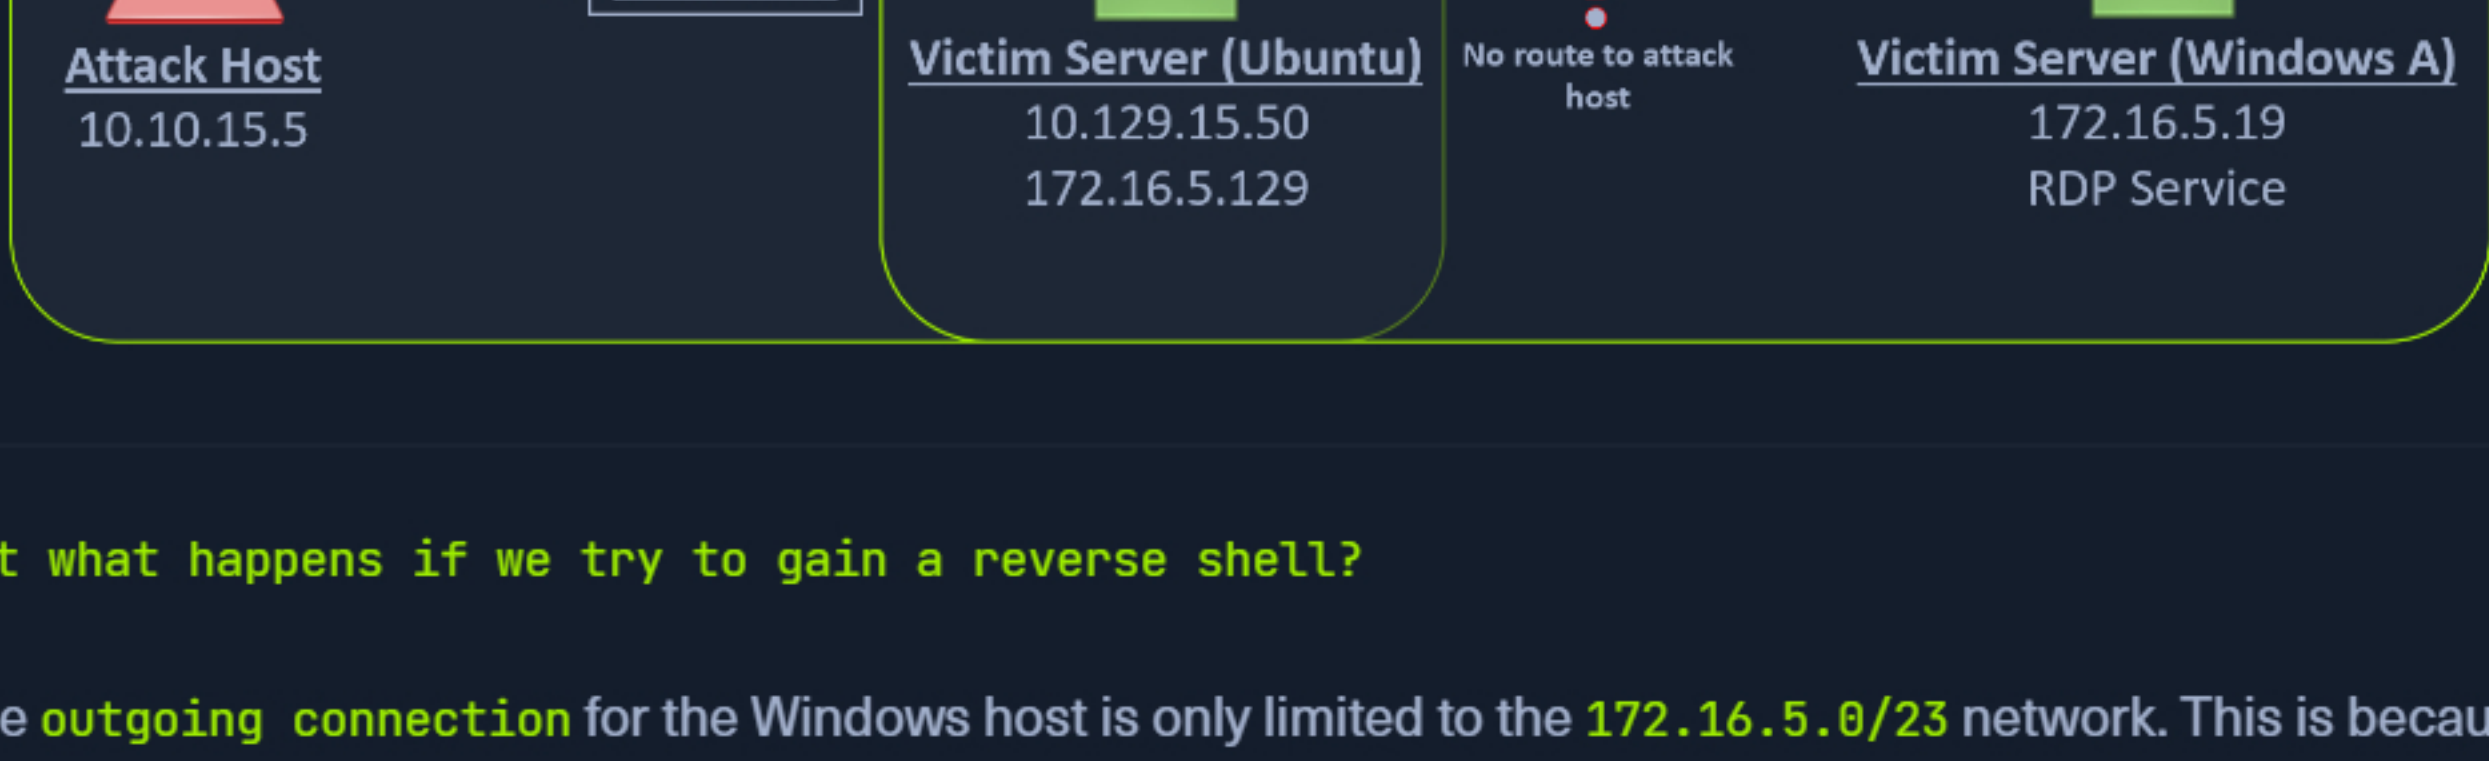 Attack Host
10.10.15.5
Victim Server (Ubuntu)
10.129.15.50
172.16.5.129
No route to attack
host
Victim Server (Windows A)
172.16.5.19
RDP Service
t what happens if we try to gain a reverse shell?
e outgoing connection for the Windows host is only limited to the 172.16.5.0/23 network. This is becau